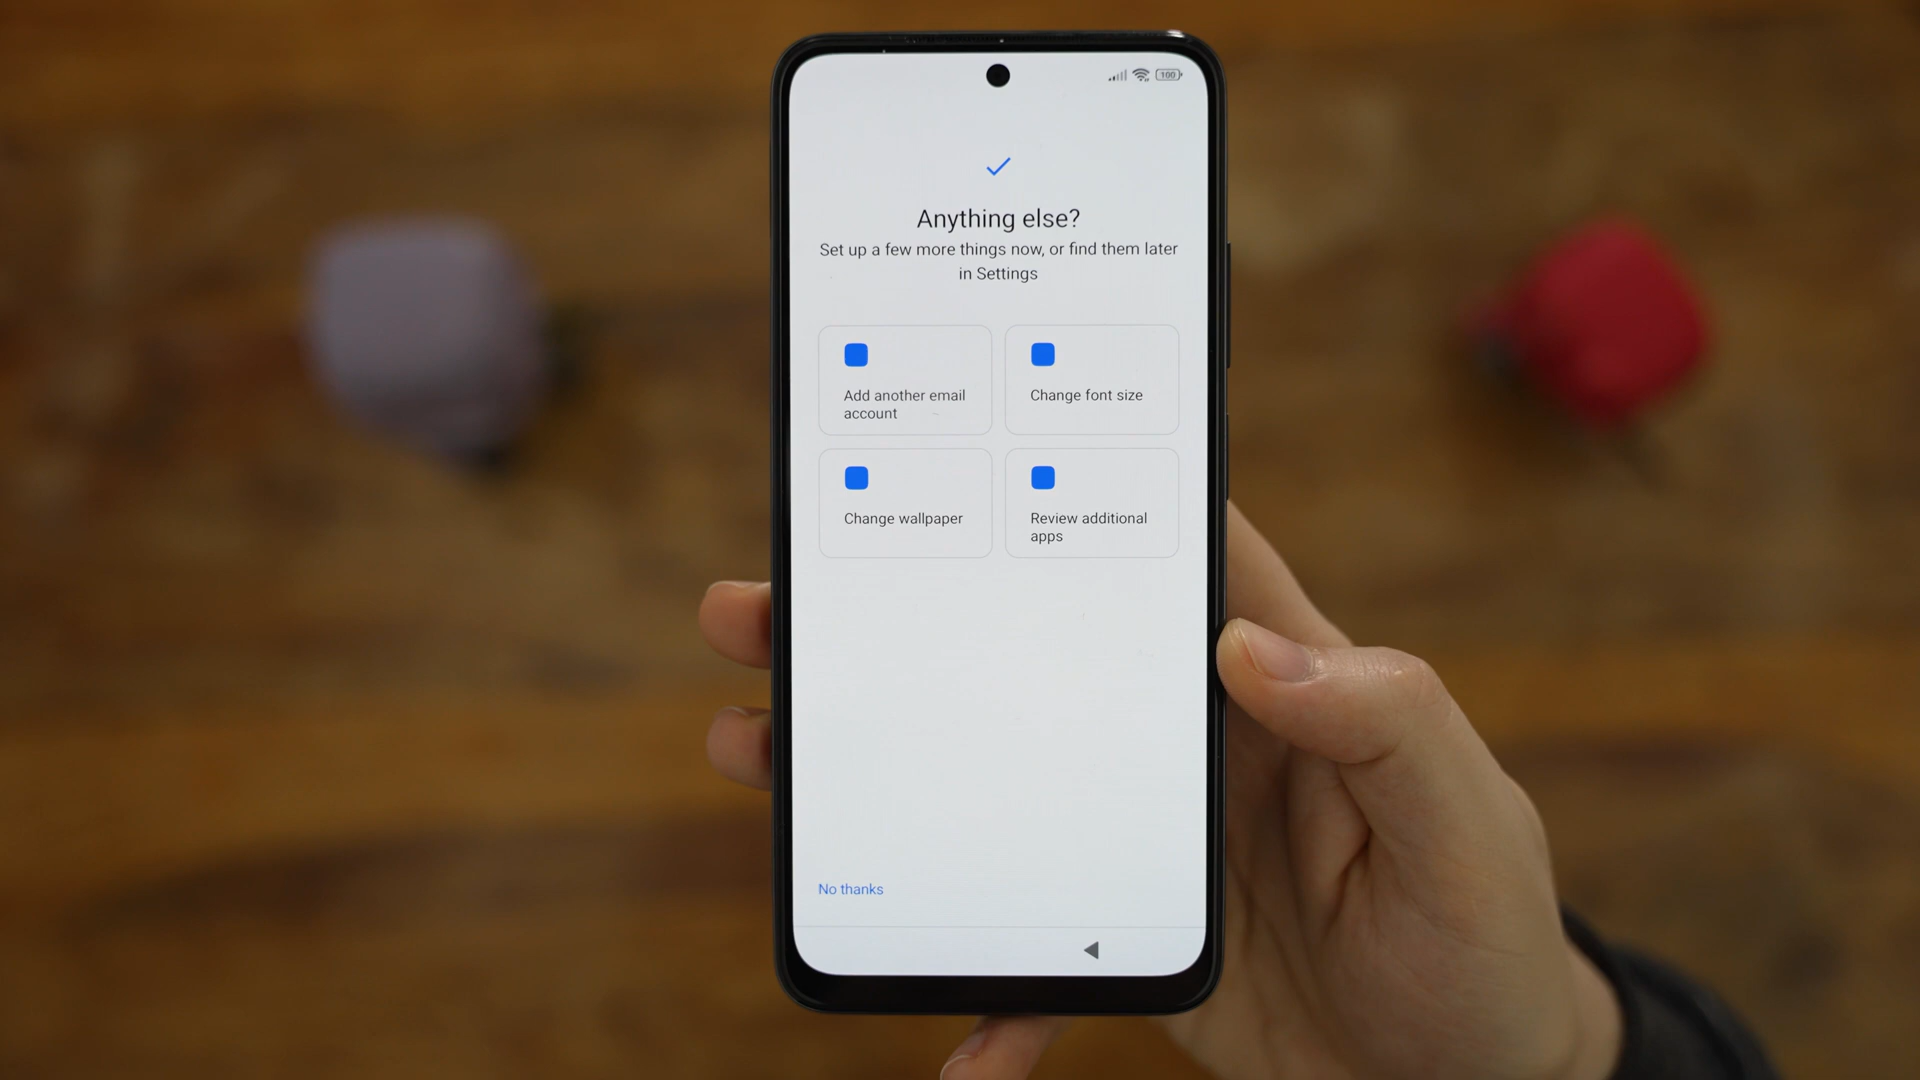 100
Anything else?
Set up a few more things now, or find them later
in Settings
Add another email
account
Change font size
Change wallpaper
Review additional
apps
No thanks